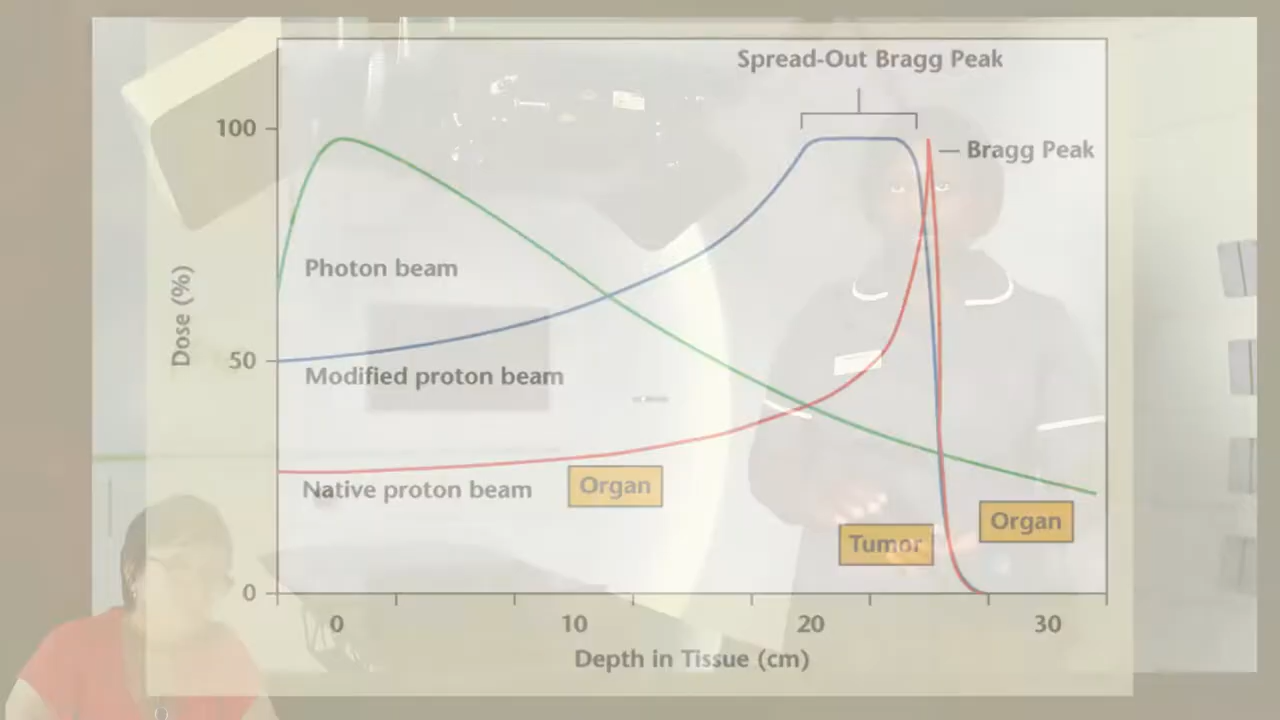 Spread-Out Bragg Peak
100
Bragg Peak
Photon beam
Dose (%)
50
Modified proton beam
Native proton beam
Organ
Organ
Tumor
0
0 10 20 30
Depth in Tissue (cm)